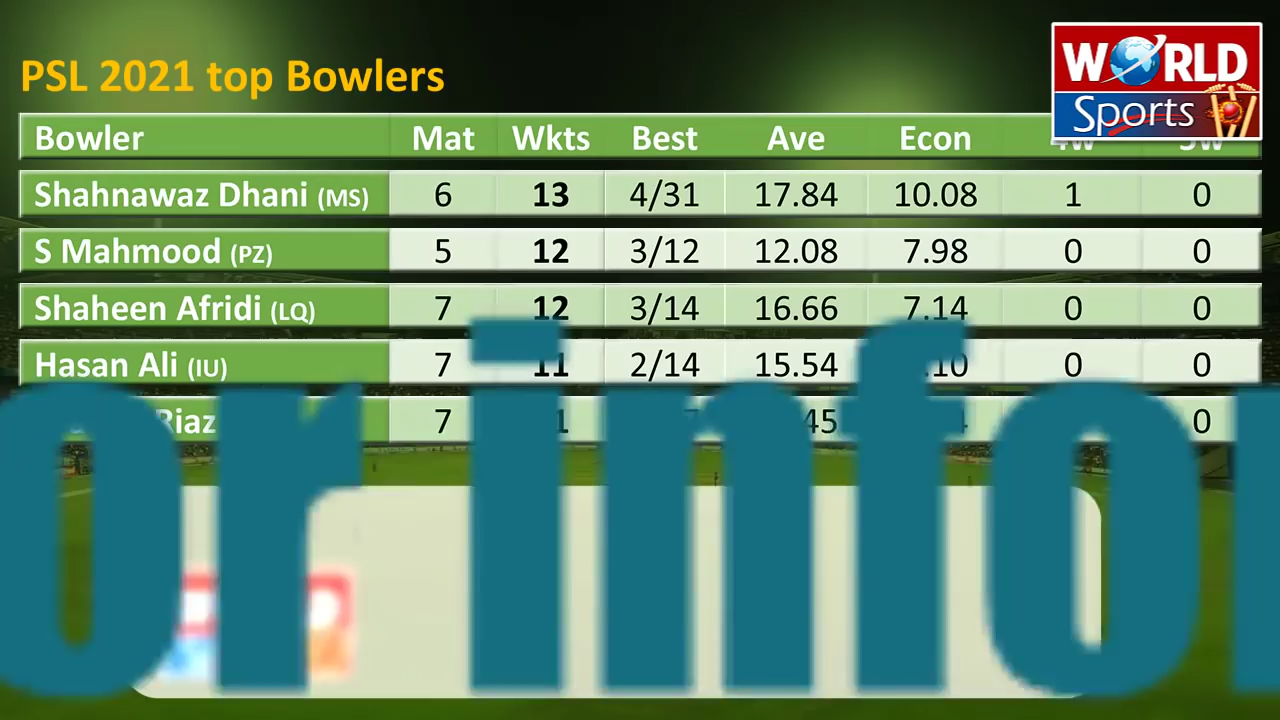 WORLD
Sports
PSL 2021 top Bowlers
Bowler Mat Wkts Best Ave Econ
Shahnawaz Dhani (MS) 6 13 4/31 17.84 10.08 1 0
S Mahmood (PZ) 5 12 3/12 12.08 7.98 0 0
Shaheen Afridi (LQ) 7 12 3/14 16.66 7.14 0 0
Hasan Ali (IU) 7 11 2/14 15.54 0 0
Riaz 7 0
or infor